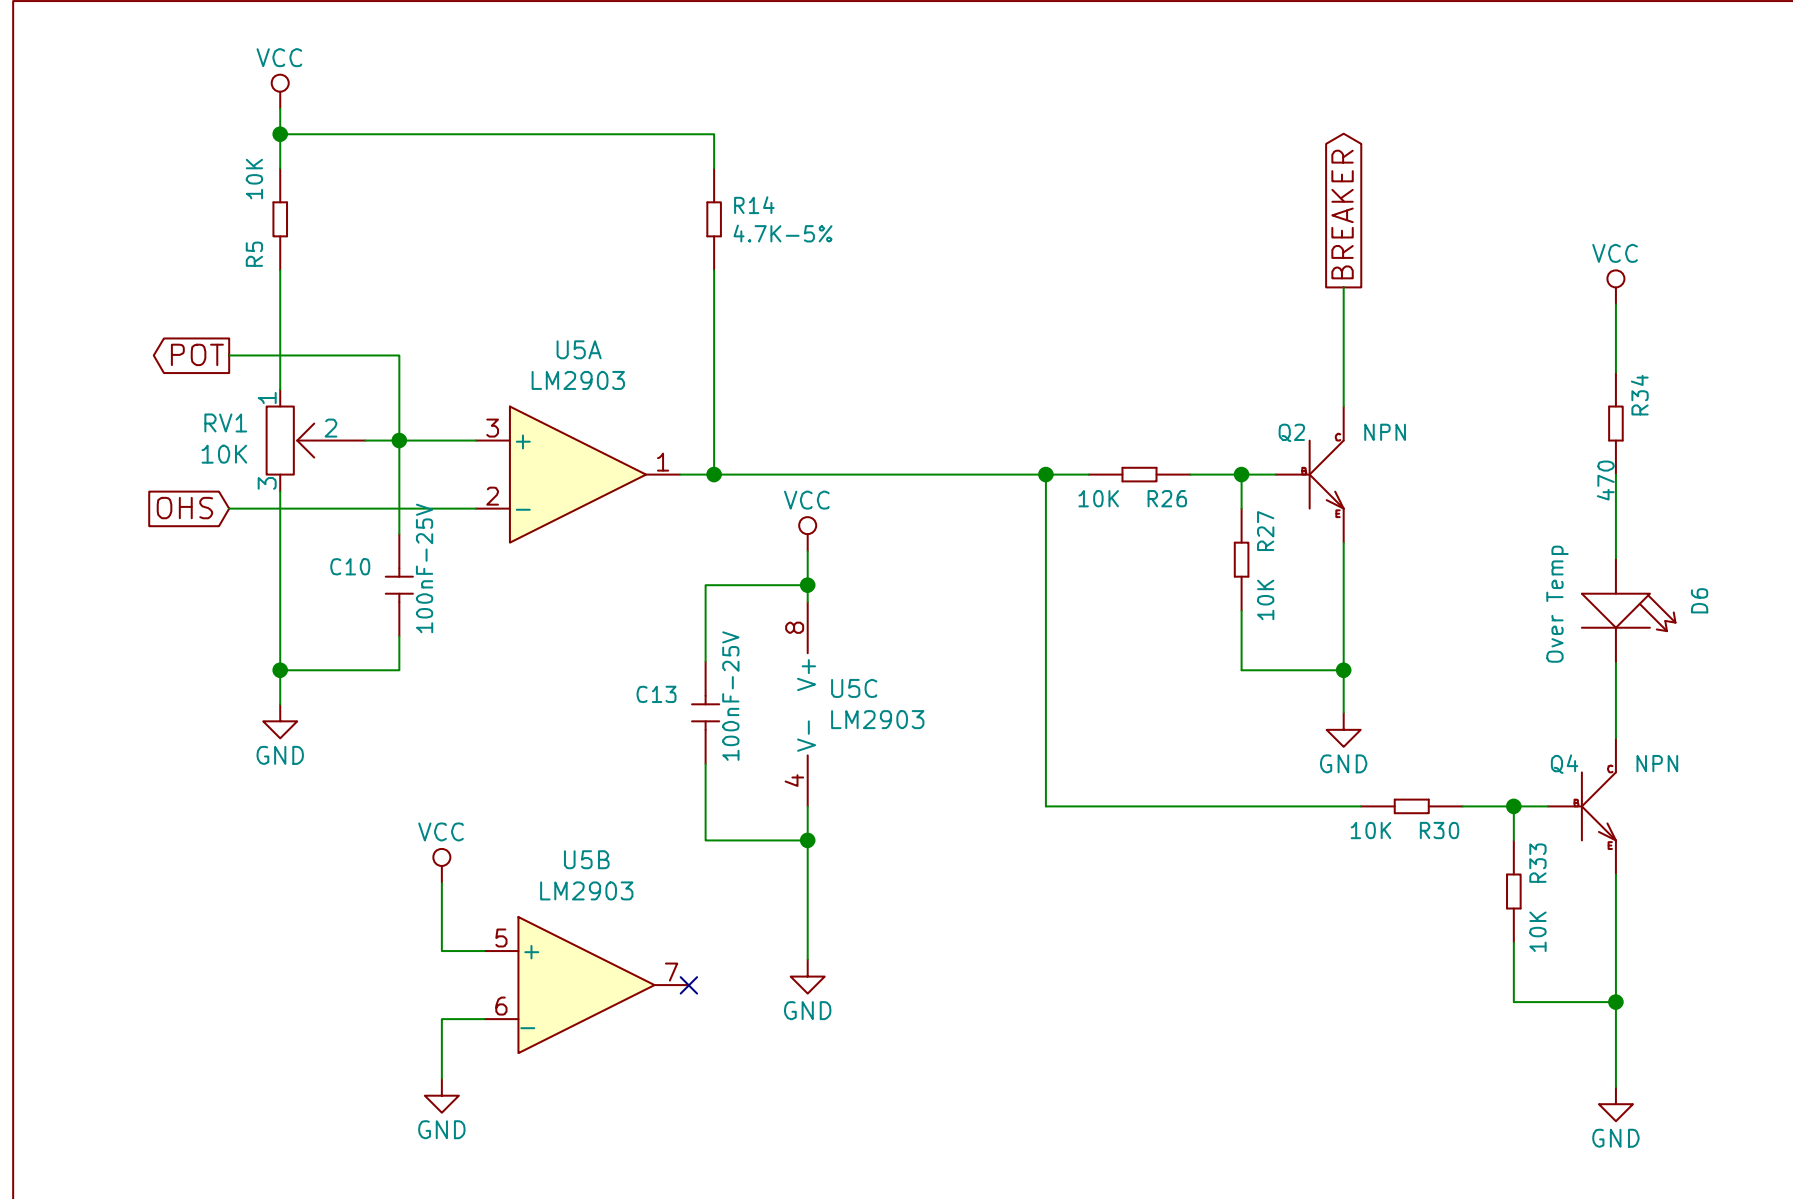 VCC
10K
R5
R14
4.7K-5%
POT
U5A
LM2903
1
RV1
10K
2
3
OHS
3
+
2
-
1
C10
100nF-25V
VCC
8
V+
C13
100nF-25V
U5C
LM2903
V-
4
GND
GND
VCC
U5B
LM2903
5
+
6
-
7
GND
BREAKER
Q2
NPN
C
B
E
10K
R26
R27
10K
GND
VCC
R34
470
Over Temp
D6
Q4
NPN
C
B
E
10K
R30
R33
10K
GND